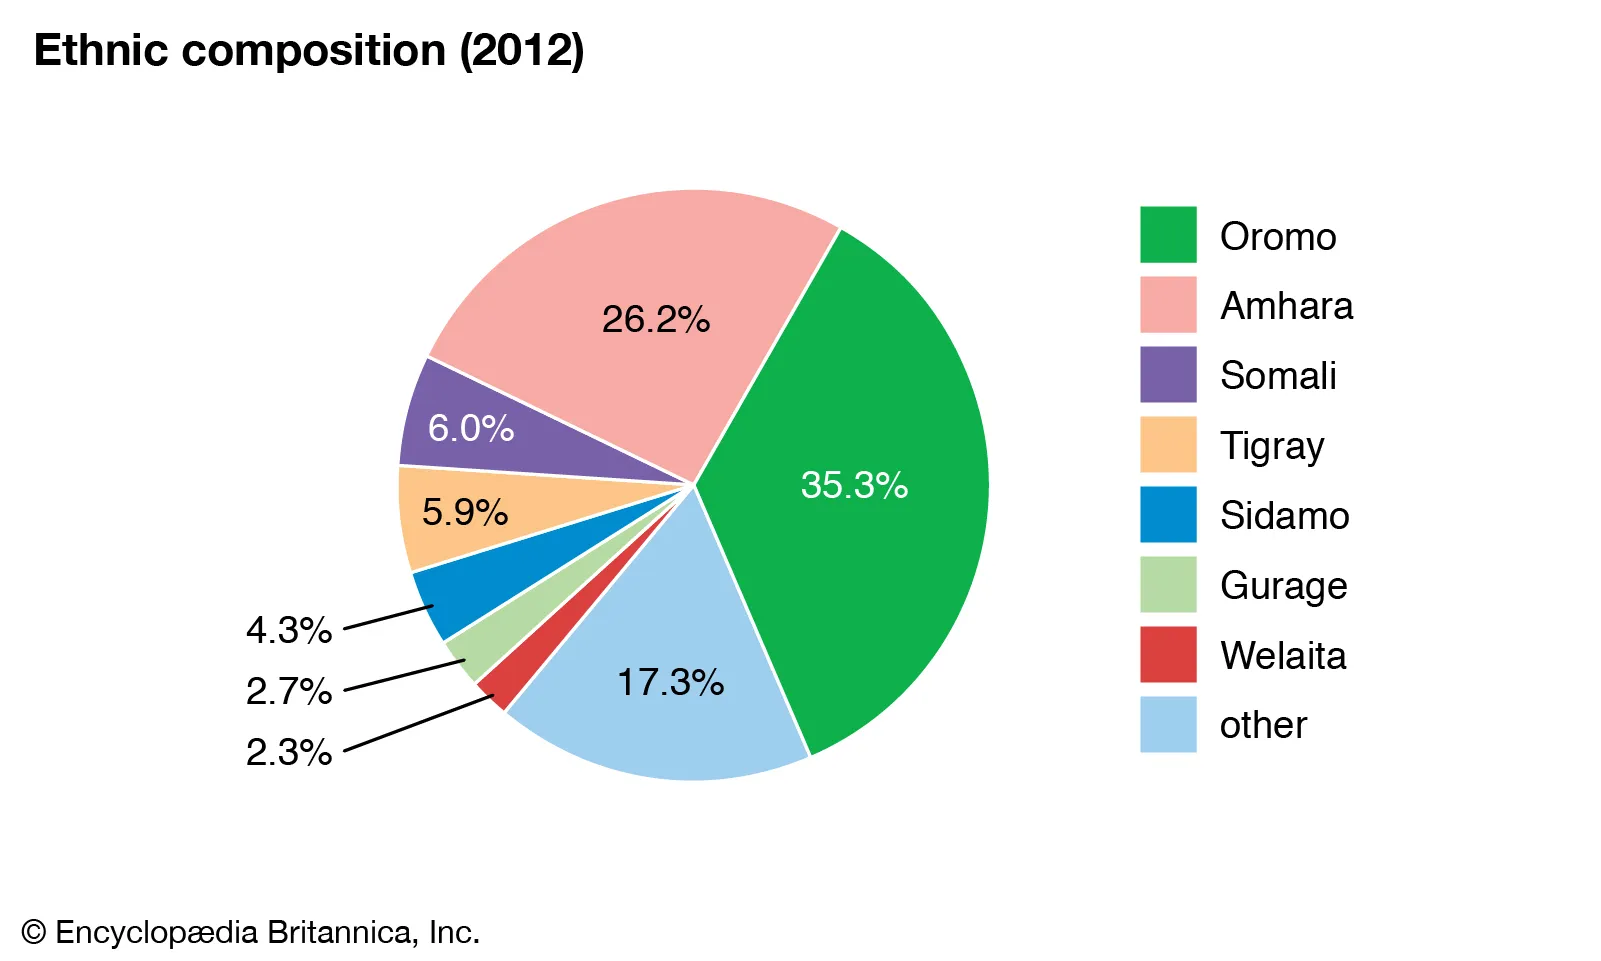 Ethnic composition (2012)
26.2%
6.0%
35.3%
5.9%
4.3%
2.7%
17.3%
2.3%
Oromo
Amhara
Somali
Tigray
Sidamo
Gurage
Welaita
other
© Encyclopædia Britannica, Inc.